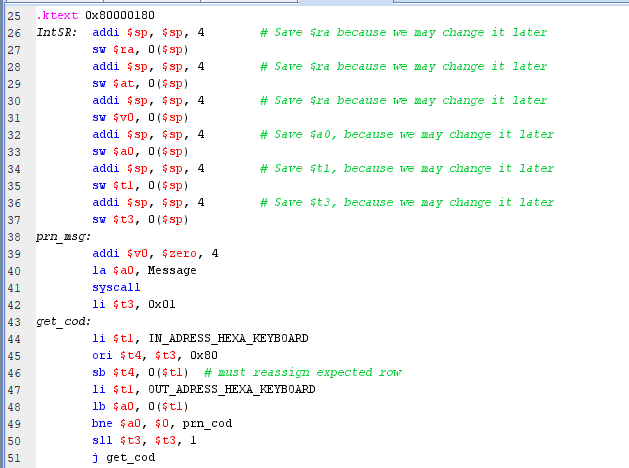 25 .ktext 0x80000180
26 IntSR: addi $sp, $sp, 4 # Save $ra because we may change it later
27 sw $ra, 0($sp)
28 addi $sp, $sp, 4 # Save $ra because we may change it later
29 sw $at, 0($sp)
30 addi $sp, $sp, 4 # Save $ra because we may change it later
31 sw $v0, 0($sp)
32 addi $sp, $sp, 4 # Save $a0, because we may change it later
33 sw $a0, 0($sp)
34 addi $sp, $sp, 4 # Save $t1, because we may change it later
35 sw $t1, 0($sp)
36 addi $sp, $sp, 4 # Save $t3, because we may change it later
37 sw $t3, 0($sp)
38 prn_msg:
39 addi $v0, $zero, 4
40 la $a0, Message
41 syscall
42 li $t3, 0x01
43 get_cod:
44 li $t1, IN_ADRESS_HEXA_KEYBOARD
45 ori $t4, $t3, 0x80
46 sb $t4, 0($t1) # must reassign expected row
47 li $t1, OUT_ADRESS_HEXA_KEYBOARD
48 lb $a0, 0($t1)
49 bne $a0, $0, prn_cod
50 sll $t3, $t3, 1
51 j get_cod